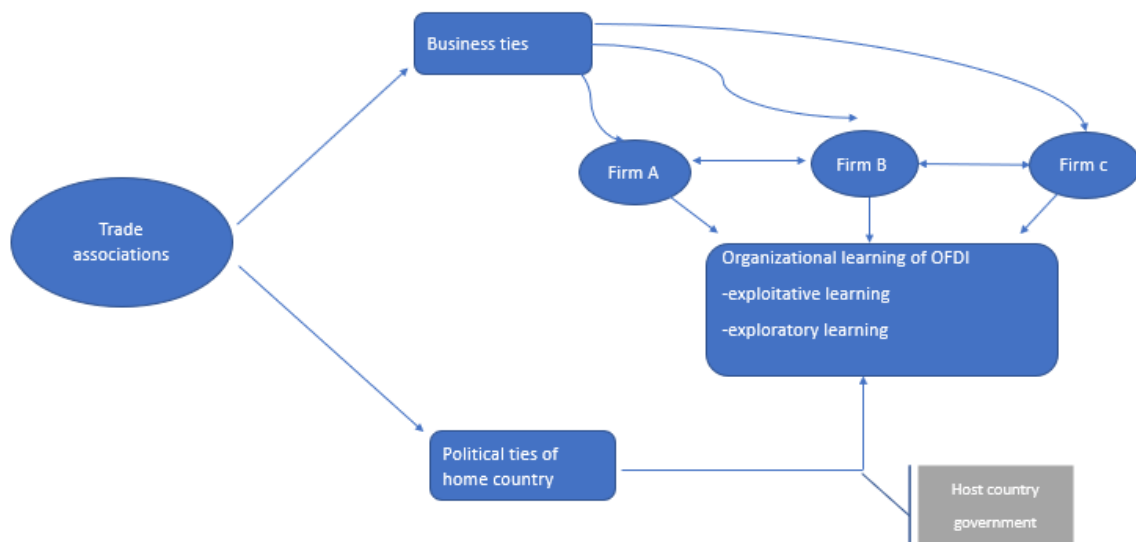 Business ties
Firm A
Firm B
Firm c
Trade
associations
Organizational learning of OFDI
-exploitative learning
-exploratory learning
Political ties of
home country
Host country
government